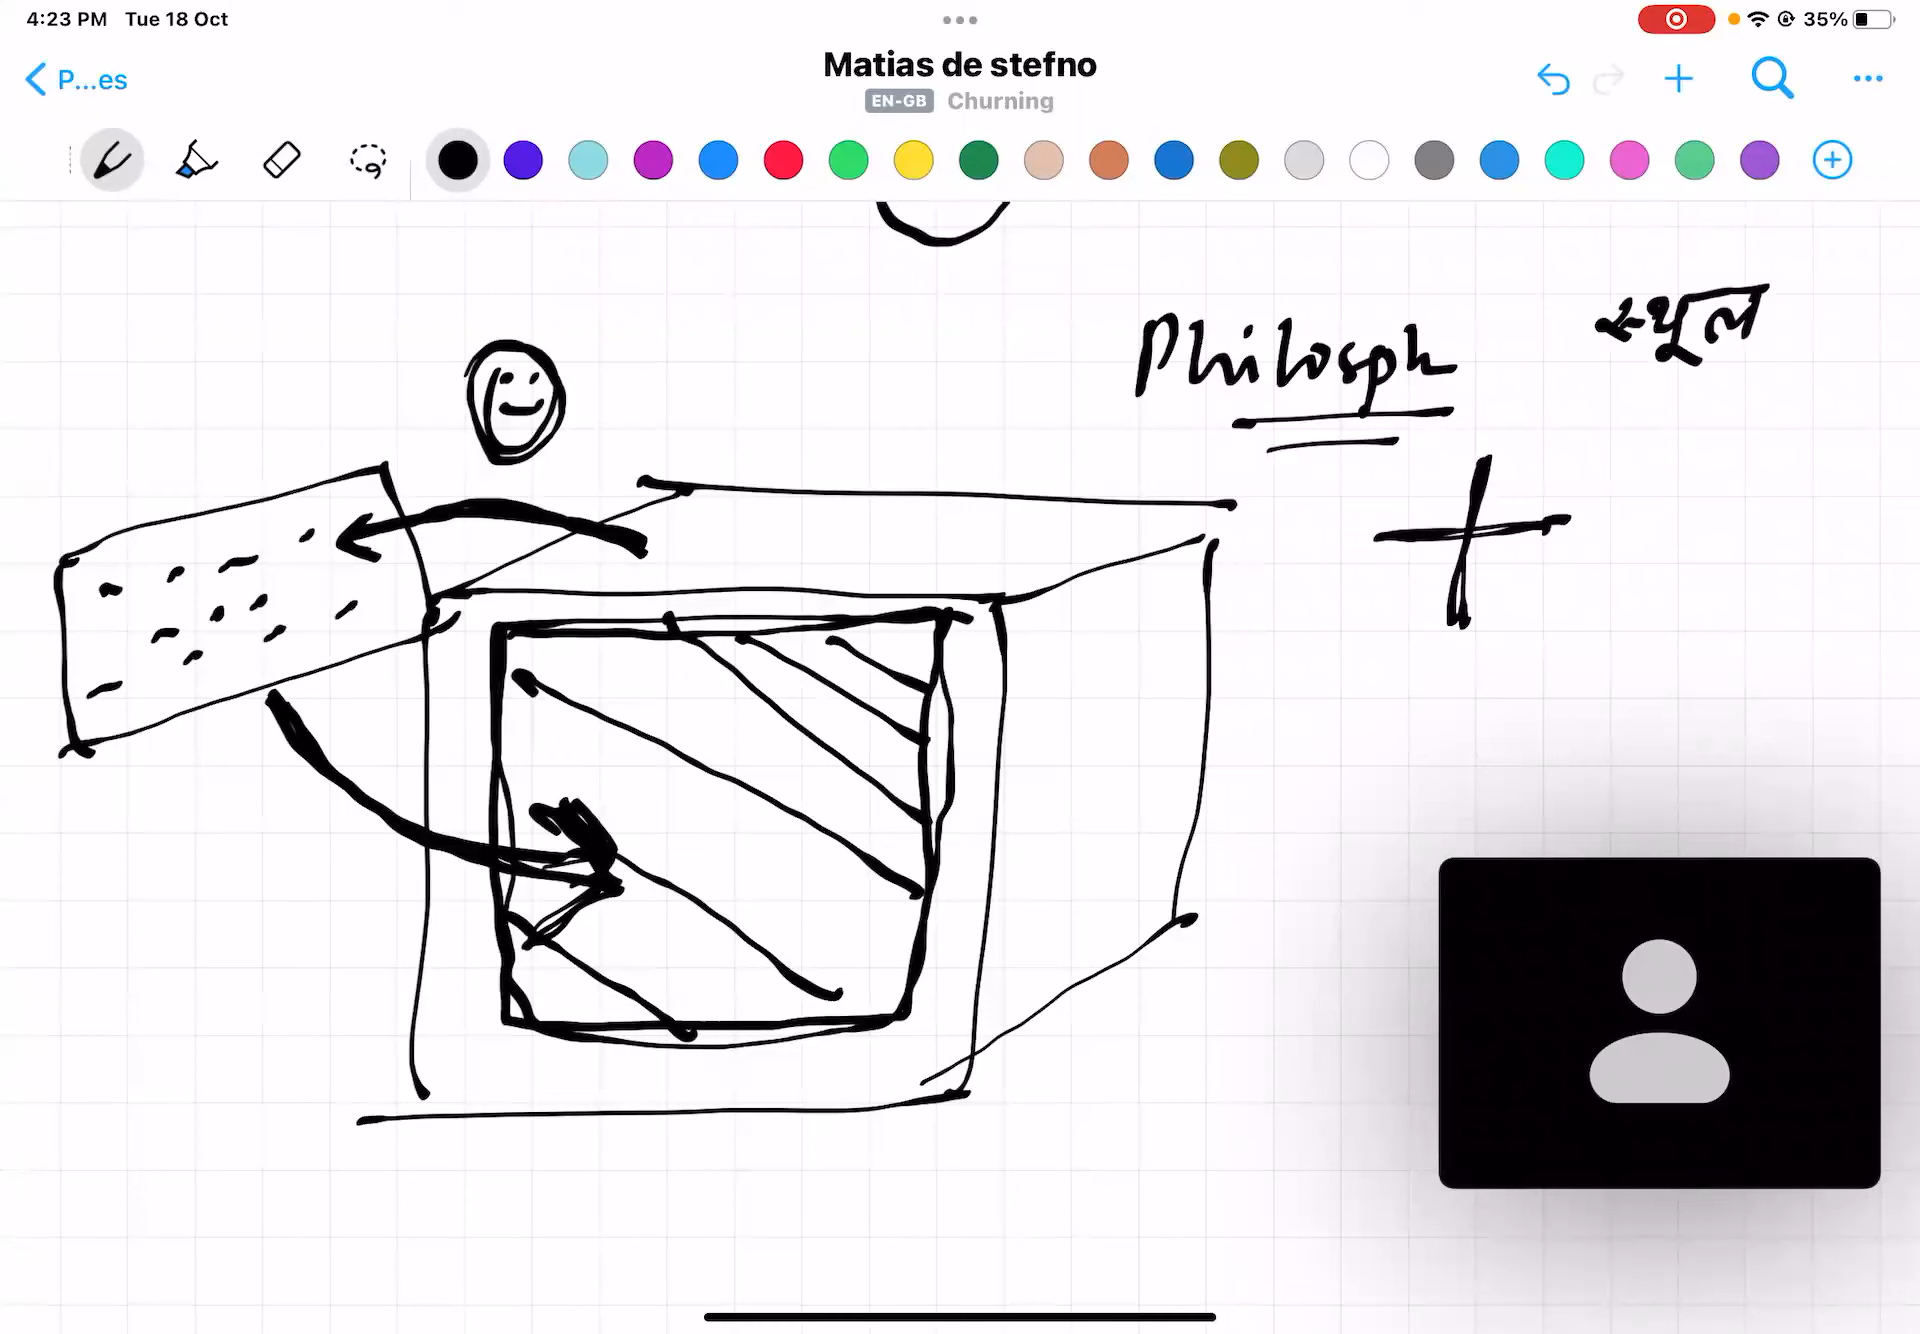 4:23 PM Tue 18 Oct
35%
P...es
Matias de stefno
EN-GB Churning
Philosph
स्थूल